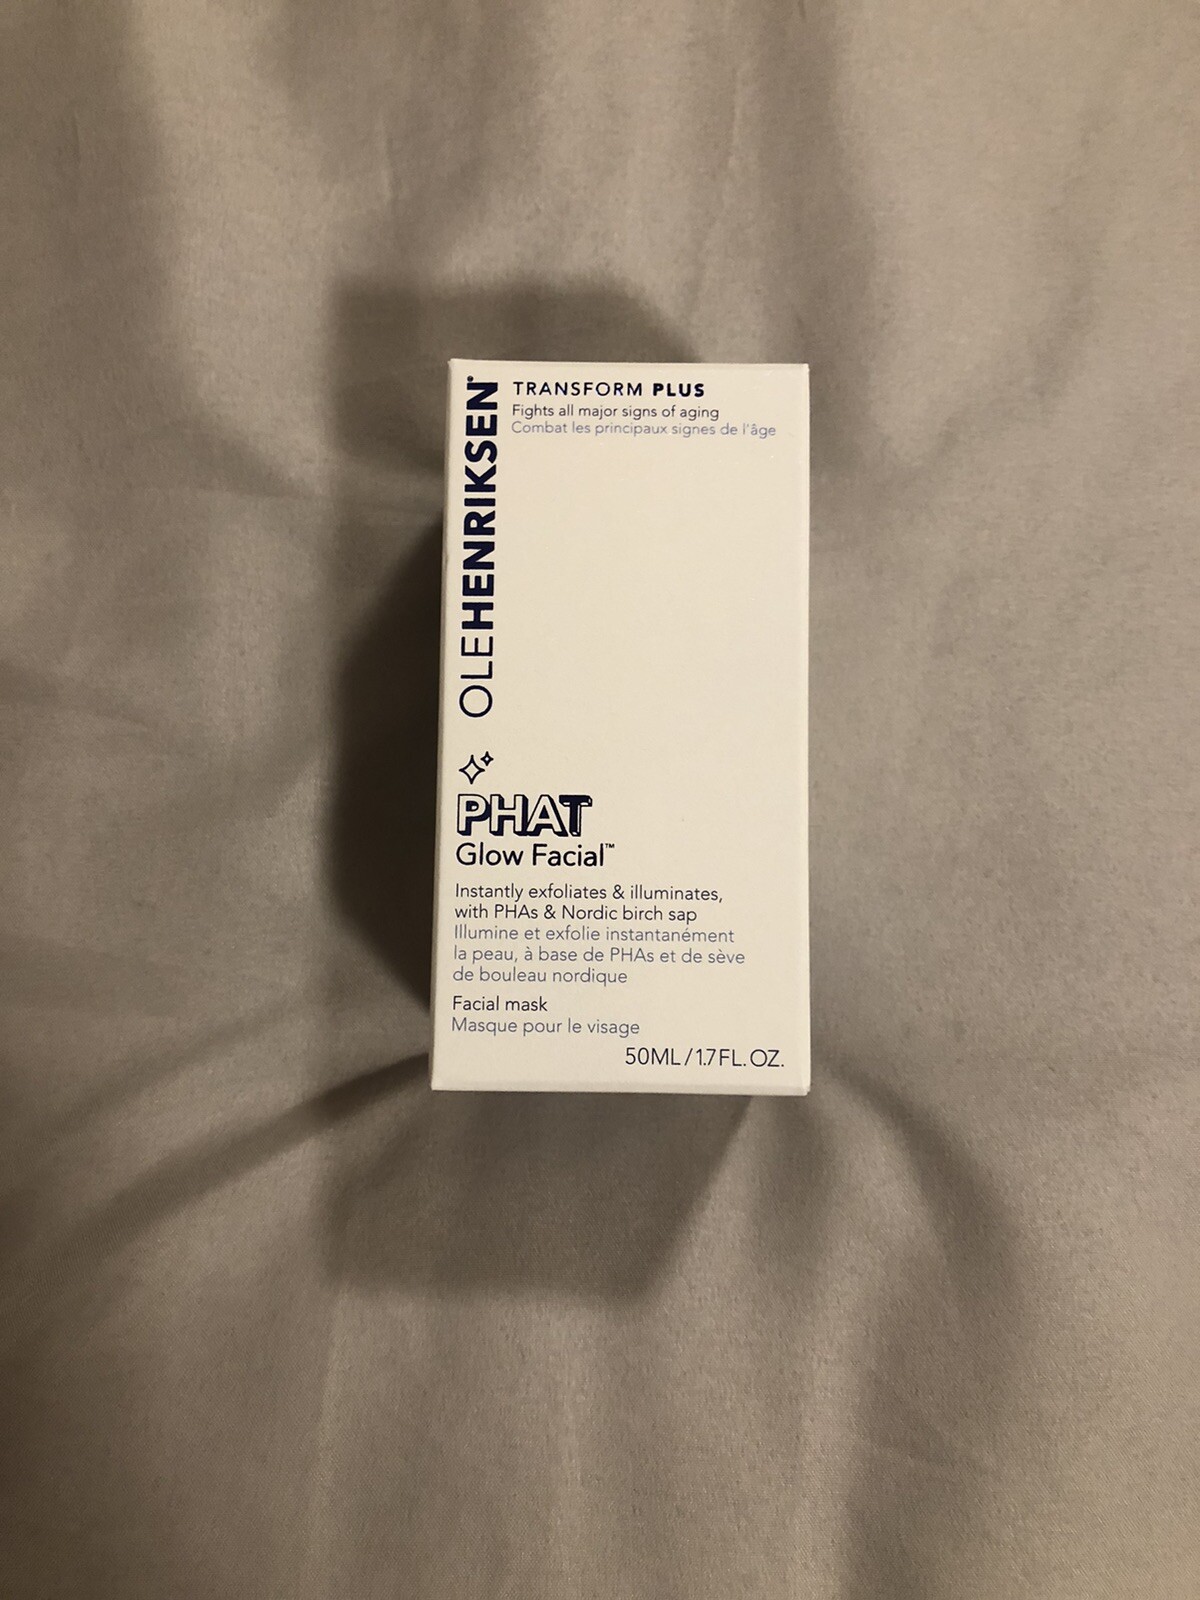 OLEHENRIKSEN®
TRANSFORM PLUS
Fights all major signs of aging
Combat les principaux signes de l'âge
PHAT
Glow Facial™
Instantly exfoliates & illuminates,
with PHAs & Nordic birch sap
Illumine et exfolie instantanément
la peau, à base de PHAs et de sève
de bouleau nordique
Facial mask
Masque pour le visage
50ML/1.7FL. OZ.